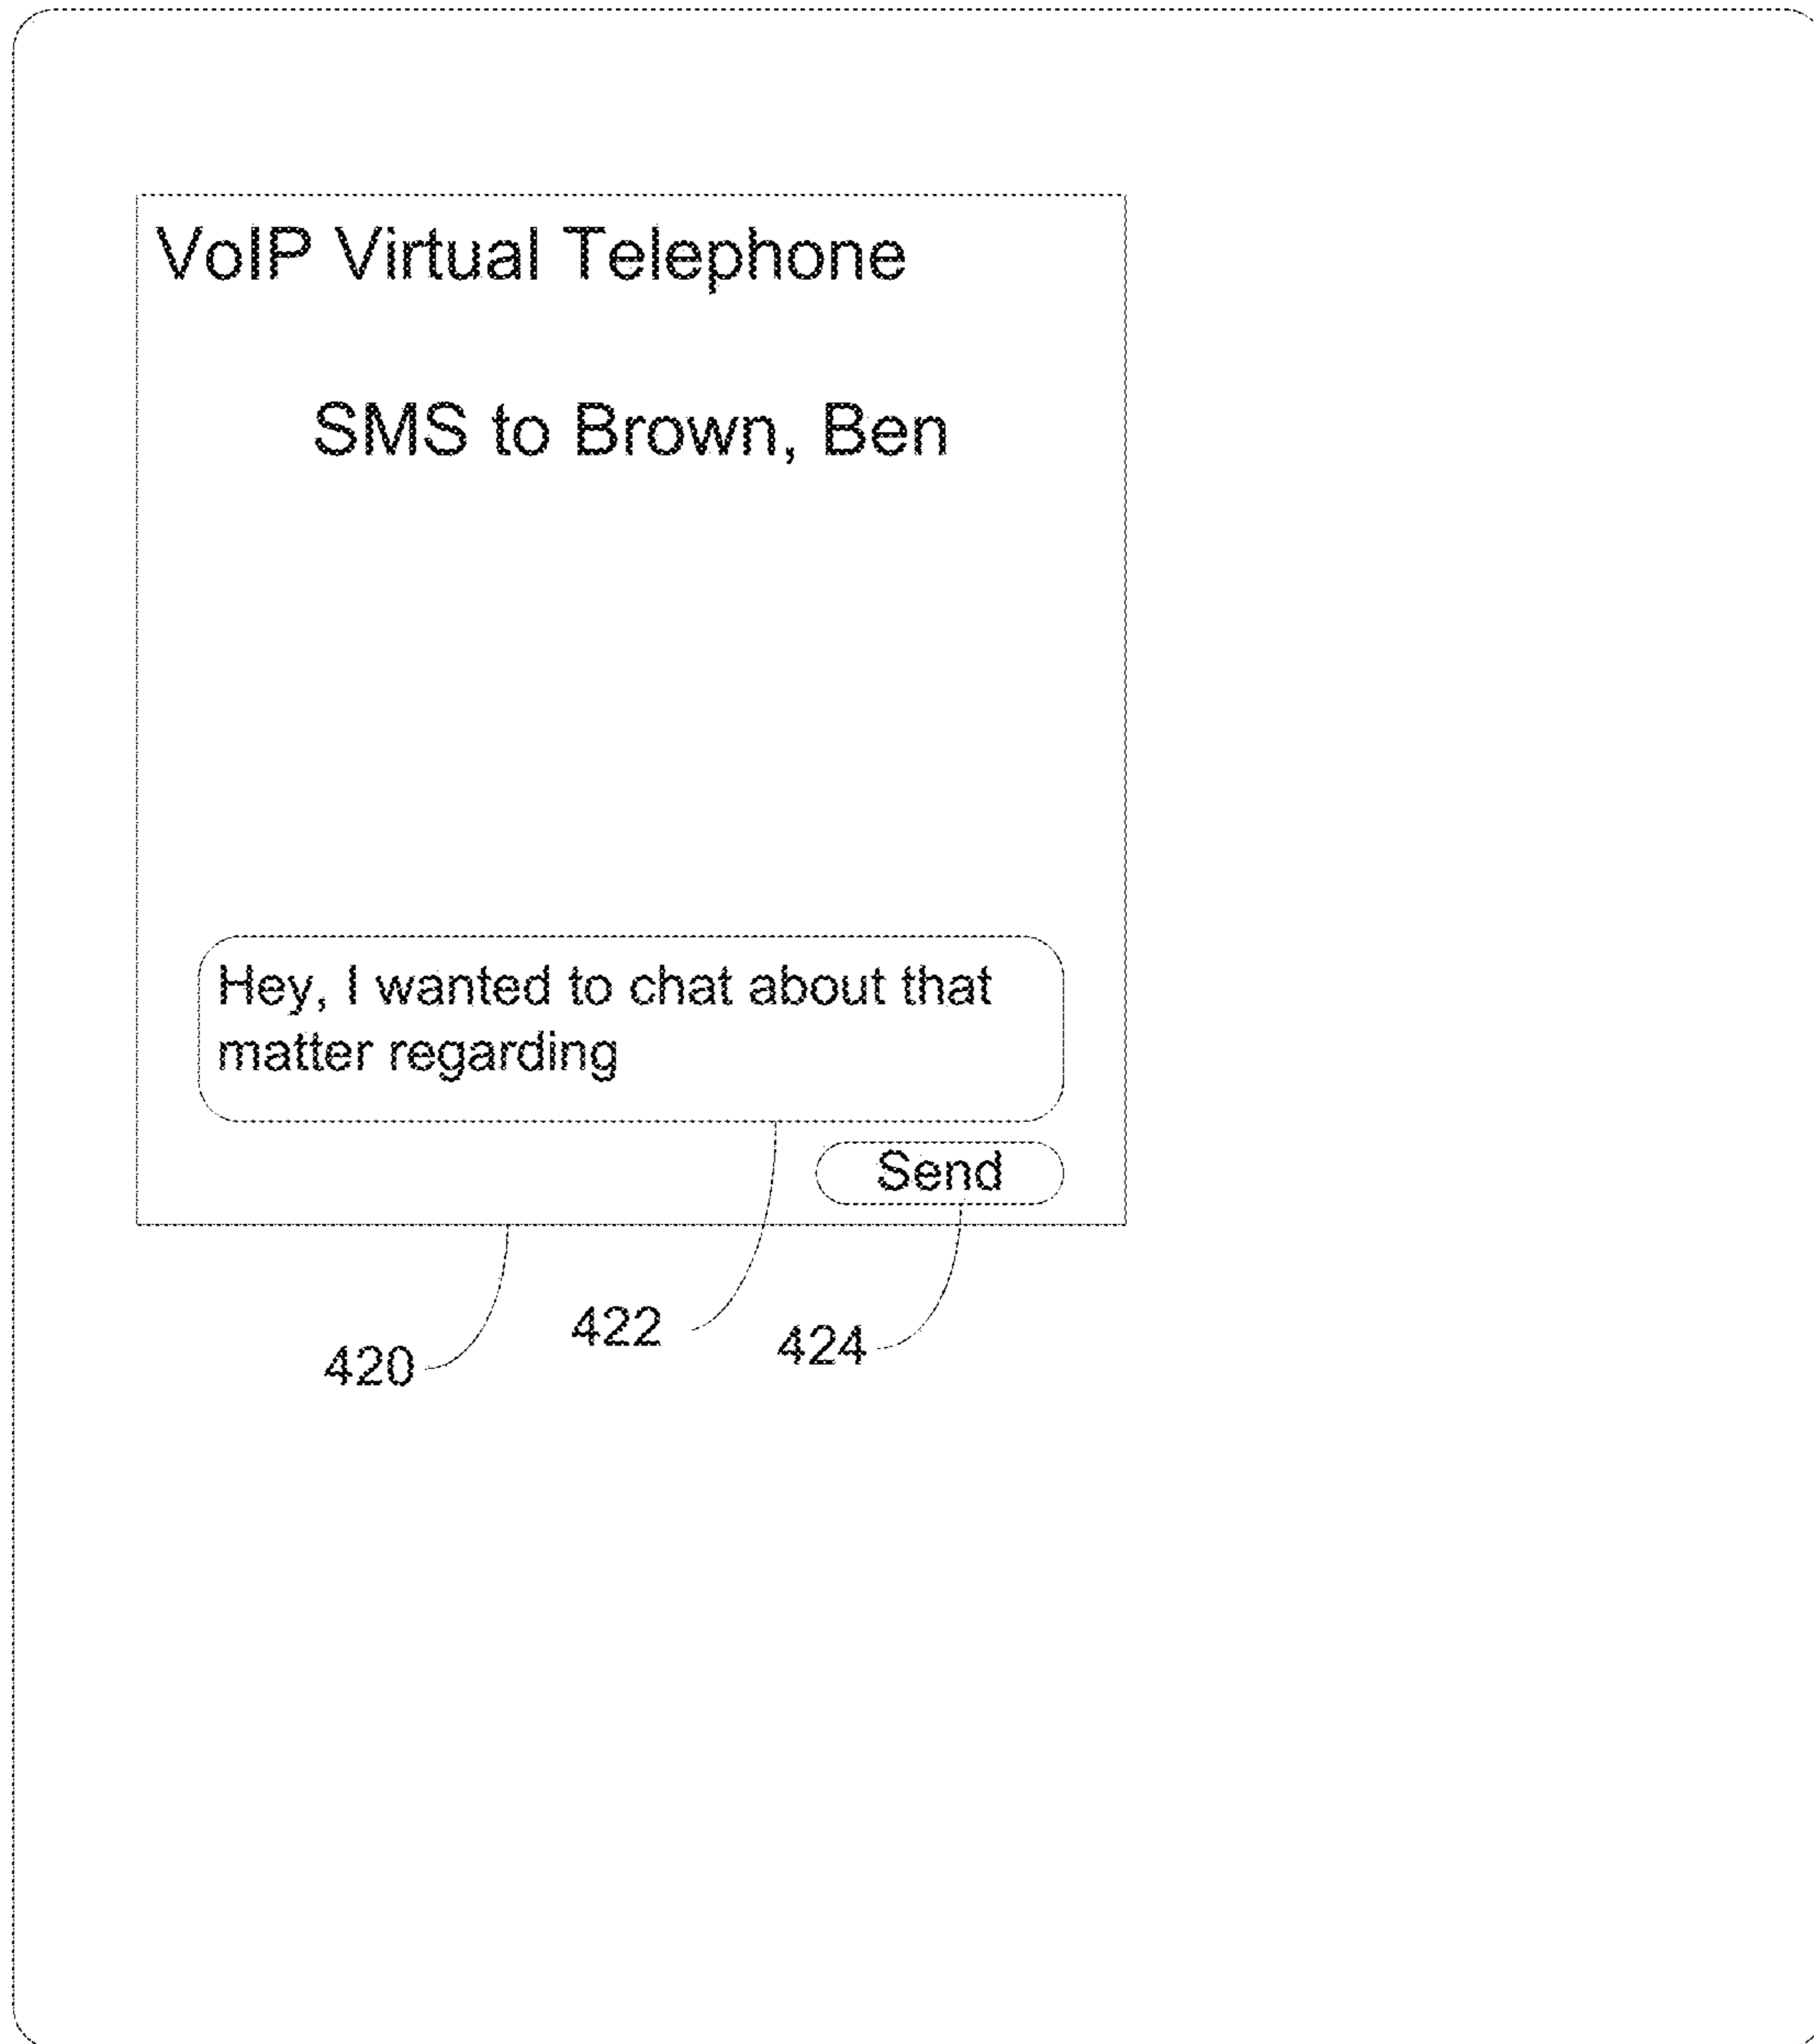 VoIP Virtual Telephone
SMS to Brown, Ben
Hey, I wanted to chat about that
matter regarding
Send
420
422
424